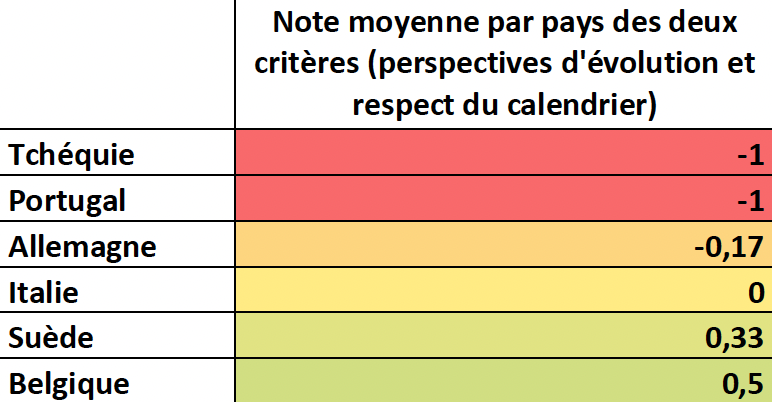 Note moyenne par pays des deux
critères (perspectives d'évolution et
respect du calendrier)
Tchéquie -1
Portugal -1
Allemagne -0,17
Italie 0
Suède 0,33
Belgique 0,5